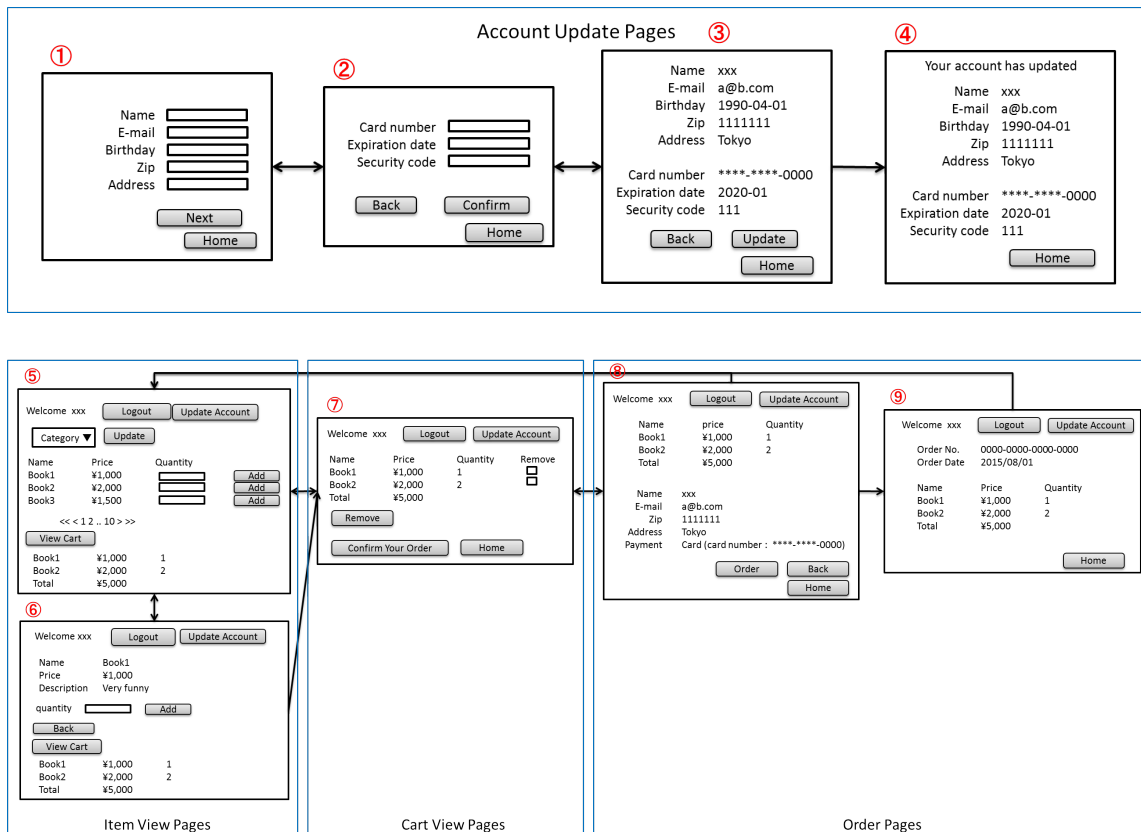 Account Update Pages
①
Name
E-mail
Birthday
Zip
Address
Next
Home
②
Card number
Expiration date
Security code
Back Confirm
Home
③
Name xxx
E-mail a@b.com
Birthday 1990-04-01
Zip 1111111
Address Tokyo
Card number ****-****-0000
Expiration date 2020-01
Security code 111
Back Update
Home
④
Your account has updated
Name xxx
E-mail a@b.com
Birthday 1990-04-01
Zip 1111111
Address Tokyo
Card number ****-****-0000
Expiration date 2020-01
Security code 111
Home
⑤
Welcome xxx Logout Update Account
Category ▼ Update
Name Price Quantity
Book1 ¥1,000 Add
Book2 ¥2,000 Add
Book3 ¥1,500 Add
<< < 1 2 .. 10 > >>
View Cart
Book1 ¥1,000 1
Book2 ¥2,000 2
Total ¥5,000
⑥
Welcome xxx Logout Update Account
Name Book1
Price ¥1,000
Description Very funny
quantity Add
Back
View Cart
Book1 ¥1,000 1
Book2 ¥2,000 2
Total ¥5,000
Item View Pages
⑦
Welcome xxx Logout Update Account
Name Price Quantity Remove
Book1 ¥1,000 1
Book2 ¥2,000 2
Total ¥5,000
Remove
Confirm Your Order Home
Cart View Pages
⑧
Welcome xxx Logout Update Account
Name price Quantity
Book1 ¥1,000 1
Book2 ¥2,000 2
Total ¥5,000
Name xxx
E-mail a@b.com
Zip 1111111
Address Tokyo
Payment Card (card number : ****-****-0000)
Order Back
Home
⑨
Welcome xxx Logout Update Account
Order No. 0000-0000-0000-0000
Order Date 2015/08/01
Name Price Quantity
Book1 ¥1,000 1
Book2 ¥2,000 2
Total ¥5,000
Home
Order Pages